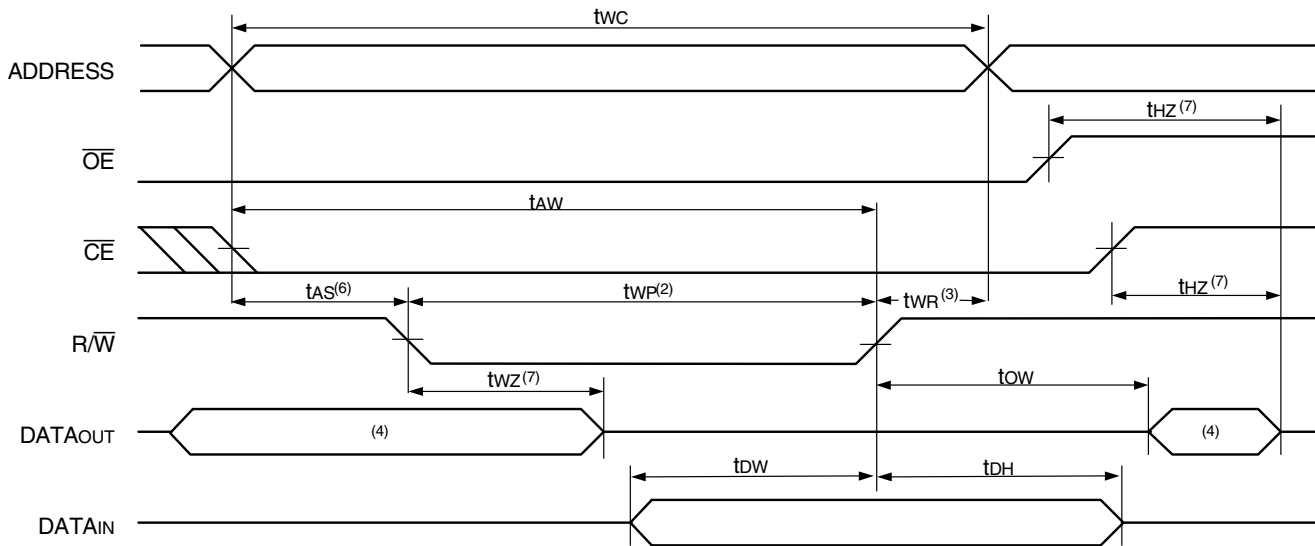 tWC
ADDRESS
tHZ(7)
OE
tAW
CE
tAS(6) tWP(2) tWR(3) tHZ(7)
R/W
tWZ(7) tOW
DATAOUT (4) (4)
tDW tDH
DATAIN